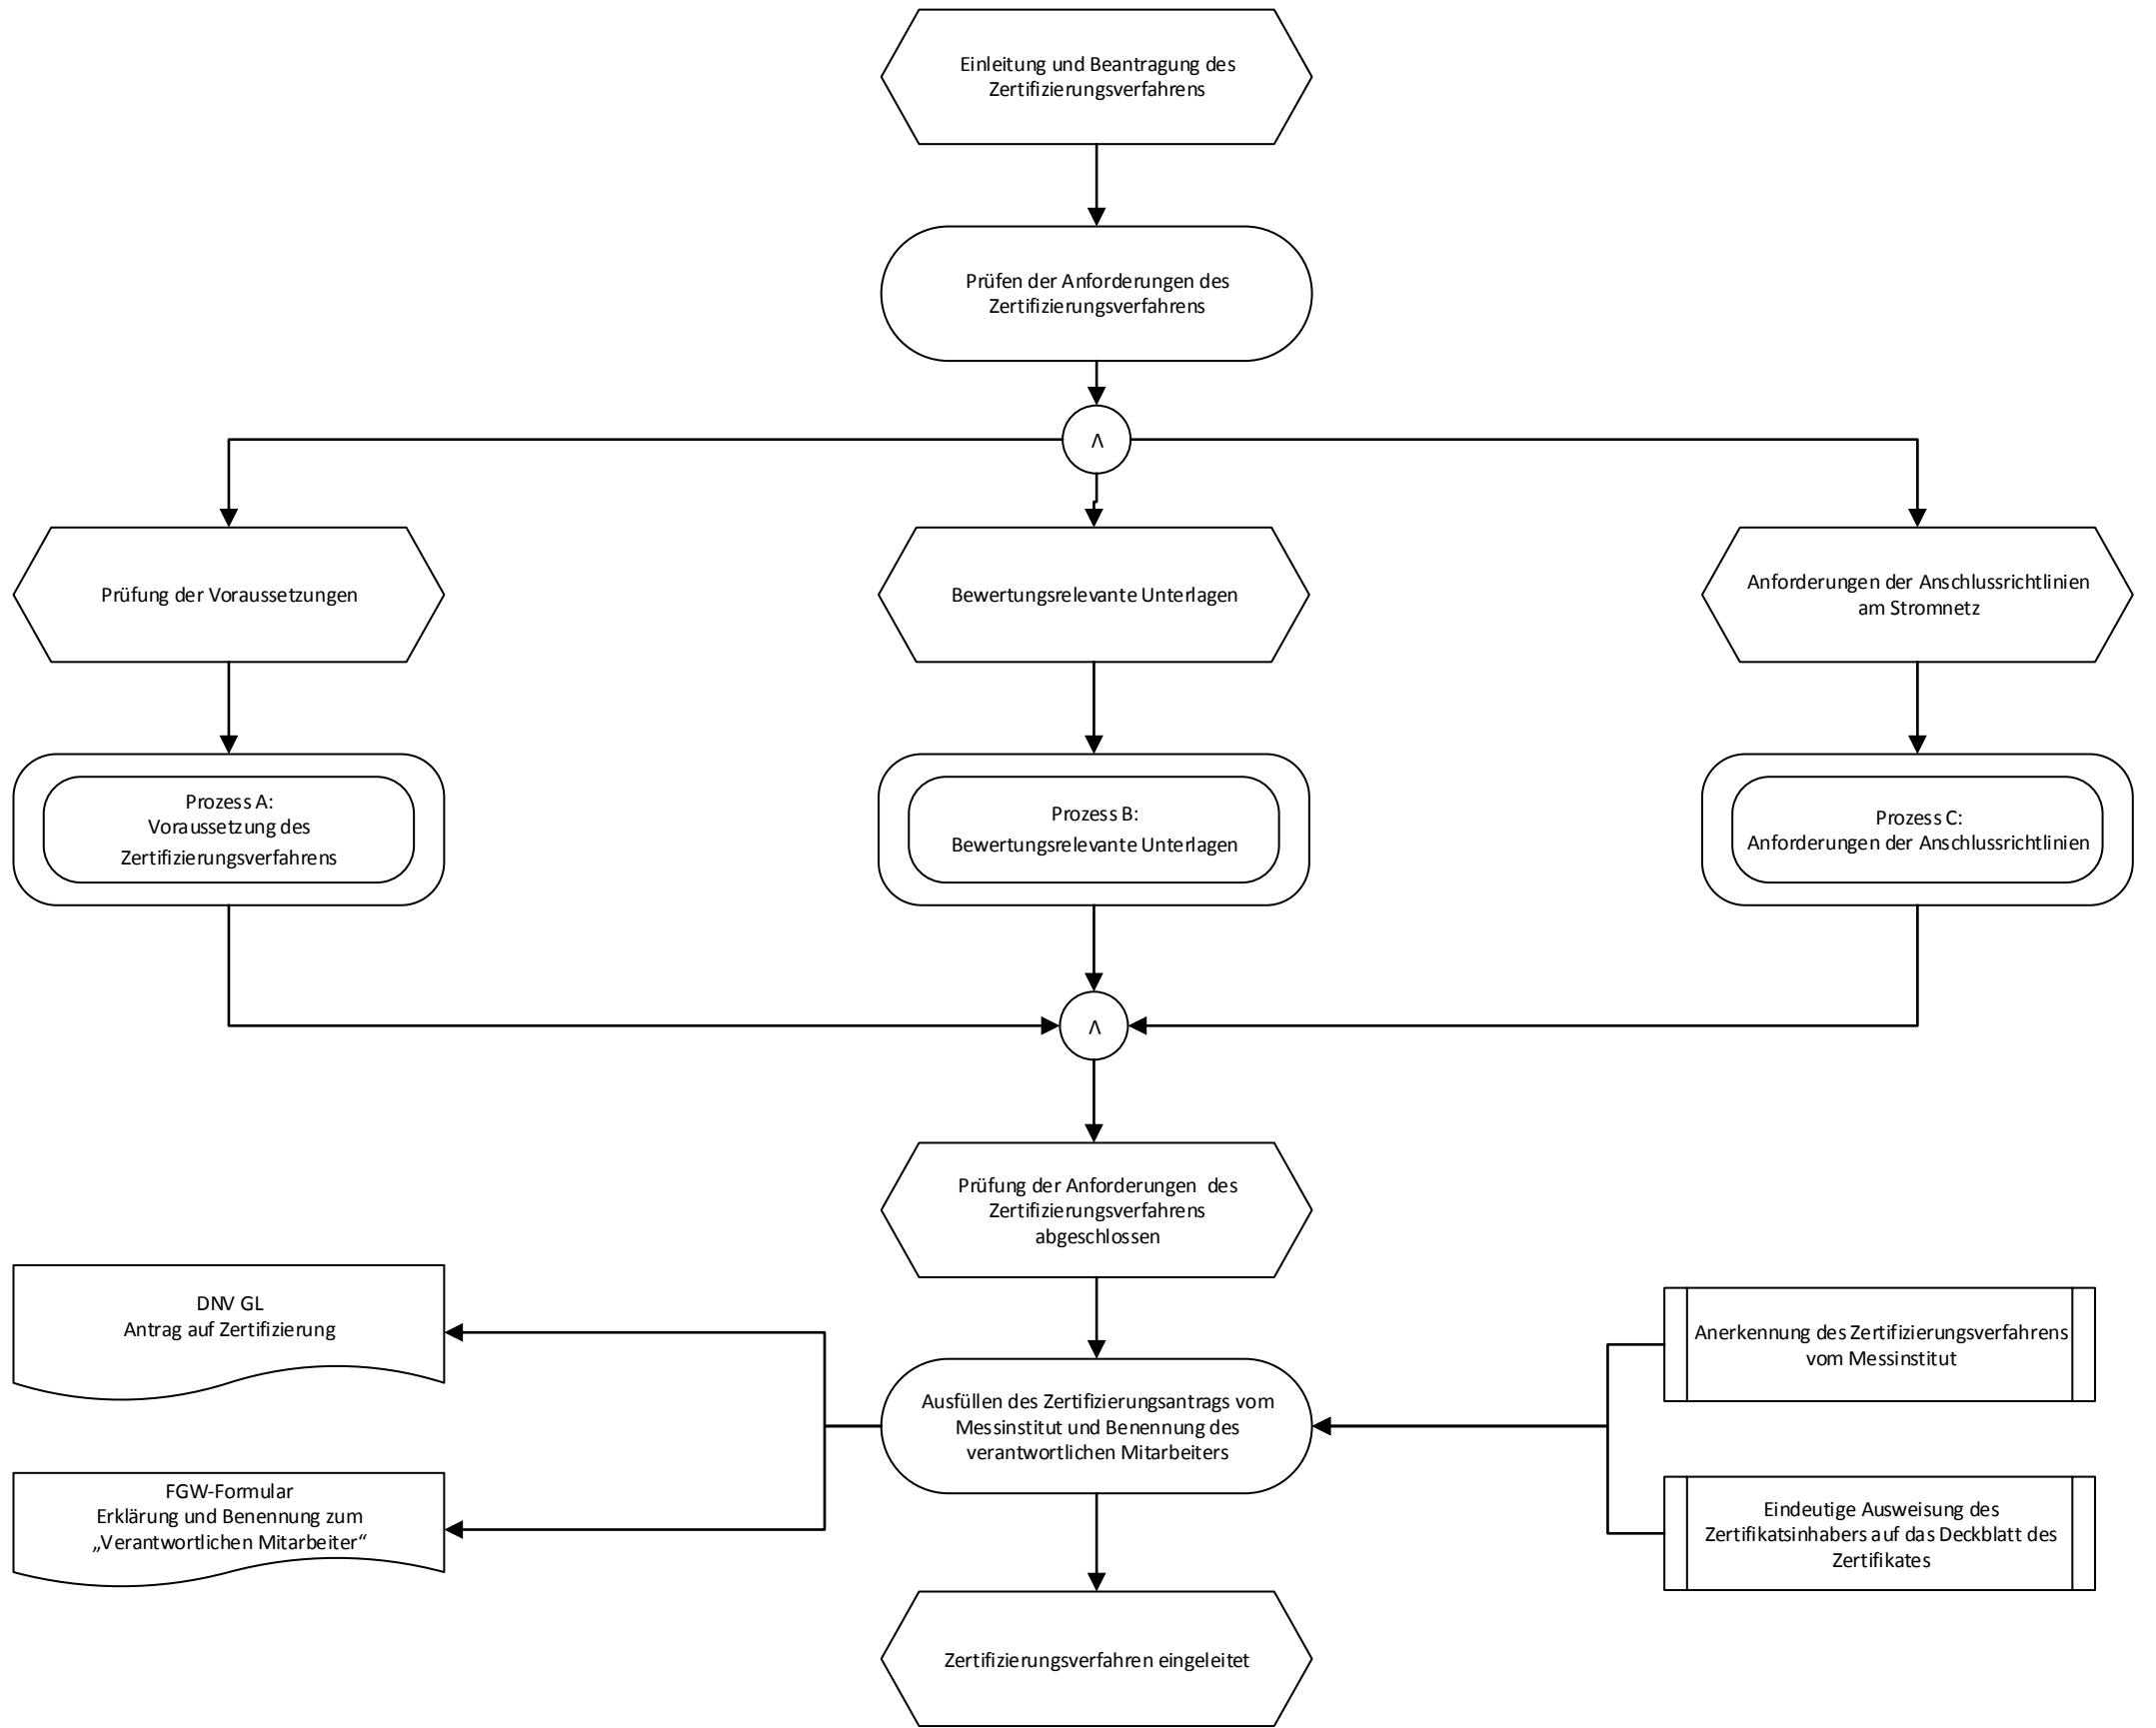 Einleitung und Beantragung des
Zertifizierungsverfahrens
Prüfen der Anforderungen des
Zertifizierungsverfahrens
Λ
Prüfung der Voraussetzungen
Bewertungsrelevante Unterlagen
Anforderungen der Anschlussrichtlinien
am Stromnetz
Prozess A:
Voraussetzung des
Zertifizierungsverfahrens
Prozess B:
Bewertungsrelevante Unterlagen
Prozess C:
Anforderungen der Anschlussrichtlinien
Λ
Prüfung der Anforderungen  des
Zertifizierungsverfahrens
abgeschlossen
DNV GL
Antrag auf Zertifizierung
Anerkennung des Zertifizierungsverfahrens
vom Messinstitut
Ausfüllen des Zertifizierungsantrags vom
Messinstitut und Benennung des
verantwortlichen Mitarbeiters
FGW-Formular
Erklärung und Benennung zum
„Verantwortlichen Mitarbeiter“
Eindeutige Ausweisung des
Zertifikatsinhabers auf das Deckblatt des
Zertifikates
Zertifizierungsverfahren eingeleitet